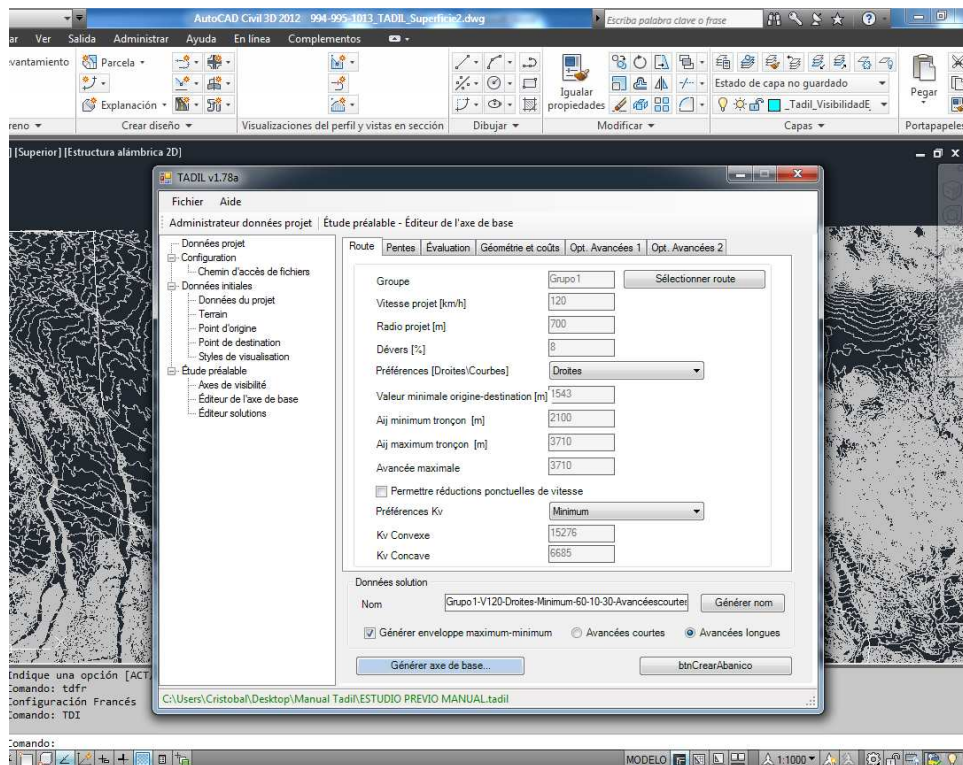 AutoCAD Civil 3D 2012 994-995-1013_TADIL_Superficie2.dwg
Escriba palabra clave o frase
ar Ver Salida Administrar Ayuda En línea Complementos
Parcela
Explanación
Igualar
propiedades
Estado de capa no guardado
_Tadil_VisibilidadE
Pegar
reno
Crear diseño
Visualizaciones del perfil y vistas en sección
Dibujar
Modificar
Capas
Portapapeles
] [Superior] [Estructura alámbrica 2D]
TADIL v1.78a
Fichier Aide
Administrateur données projet Étude préalable - Éditeur de l'axe de base
Données projet
Configuration
Chemin d'accès de fichiers
Données initiales
Données du projet
Terrain
Point d'origine
Point de destination
Styles de visualisation
Étude préalable
Axes de visibilité
Éditeur de l'axe de base
Éditeur solutions
Route Pentes Évaluation Géométrie et coûts Opt. Avancées 1 Opt. Avancées 2
Groupe Grupo1 Sélectionner route
Vitesse projet [km/h] 120
Radio projet [m] 700
Dévers [%] 8
Préférences [Droites\Courbes] Droites
Valeur minimale origine-destination [m] 1543
Aij minimum tronçon [m] 2100
Aij maximum tronçon [m] 3710
Avancée maximale 3710
Permettre réductions ponctuelles de vitesse
Préférences Kv Minimum
Kv Convexe 15276
Kv Concave 6685
Données solution
Nom Grupo1-V120-Droites-Minimum-60-10-30-Avancéescourtes Générer nom
Générer enveloppe maximum-minimum Avancées courtes Avancées longues
Générer axe de base... btnCrearAbanico
C:\Users\Cristobal\Desktop\Manual Tadil\ESTUDIO PREVIO MANUAL.tadil
Indique una opción [ACT
Comando: tdfr
Configuración Francés
Comando: TDI
Comando:
MODELO 1:1000